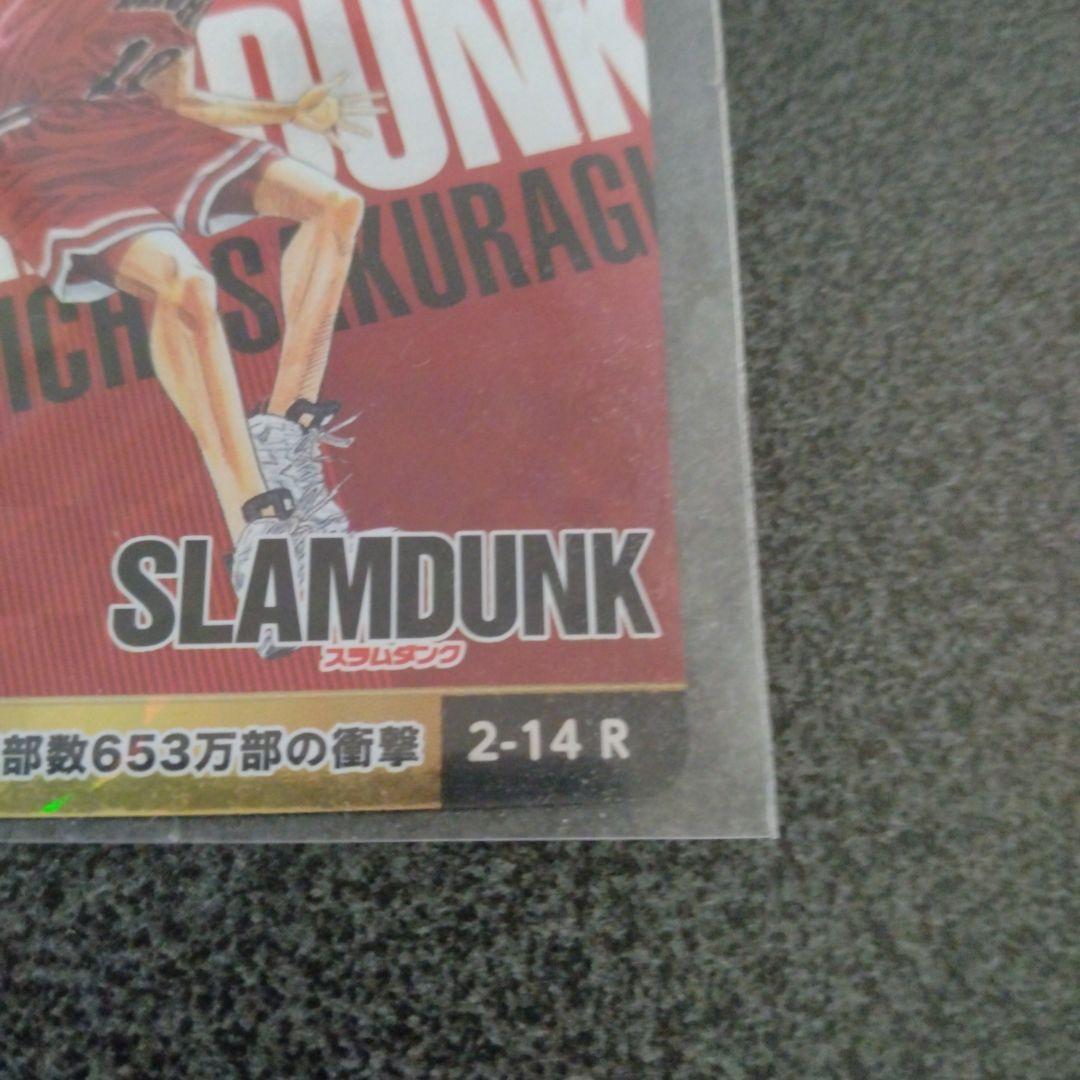 DUNK
ICHI SAKURAGI
SLAMDUNK
スラムダンク
部数653万部の衝撃
2-14 R